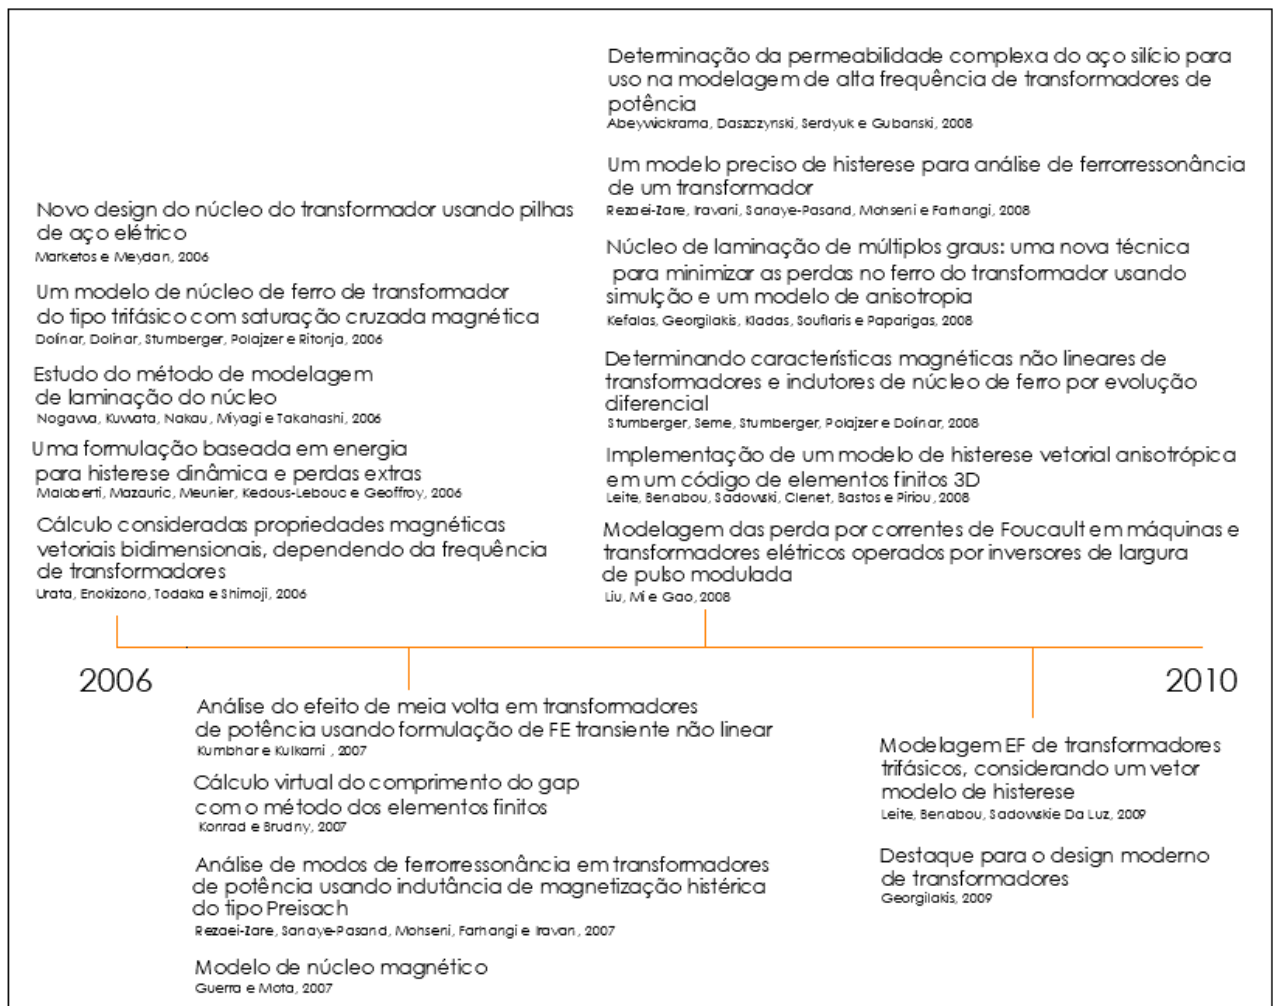 Novo design do núcleo do transformador usando pilhas
de aço elétrico
Marketos e Meydan, 2006
Um modelo de núcleo de ferro de transformador
do tipo trifásico com saturação cruzada magnética
Dolinar, Dolinar, Stumberger, Polajzer e Ritonja, 2006
Estudo do método de modelagem
de laminação do núcleo
Nogawa, Kuwata, Nakau, Miyagi e Takahashi, 2006
Uma formulação baseada em energia
para histerese dinâmica e perdas extras
Maloberti, Mazauric, Meunier, Kedous-Lebouc e Geoffroy, 2006
Cálculo consideradas propriedades magnéticas
vetoriais bidimensionais, dependendo da frequência
de transformadores
Urata, Enokizono, Todaka e Shimoji, 2006
Determinação da permeabilidade complexa do aço silício para
uso na modelagem de alta frequência de transformadores de
potência
Abeywickrama, Daszczynski, Serdyuk e Gubanski, 2008
Um modelo preciso de histerese para análise de ferrorressonância
de um transformador
Rezaei-Zare, Iravani, Sanaye-Pasand, Mohseni e Farhangi, 2008
Núcleo de laminação de múltiplos graus: uma nova técnica
para minimizar as perdas no ferro do transformador usando
simulção e um modelo de anisotropia
Kefalas, Georgilakis, Kladas, Souflaris e Paparigas, 2008
Determinando características magnéticas não lineares de
transformadores e indutores de núcleo de ferro por evolução
diferencial
Stumberger, Seme, Stumberger, Polajzer e Dolinar, 2008
Implementação de um modelo de histerese vetorial anisotrópica
em um código de elementos finitos 3D
Leite, Benabou, Sadowski, Clenet, Bastos e Piriou, 2008
Modelagem das perda por correntes de Foucault em máquinas e
transformadores elétricos operados por inversores de largura
de pulso modulada
Liu, Mi e Gao, 2008
2006
2010
Análise do efeito de meia volta em transformadores
de potência usando formulação de FE transiente não linear
Kumbhar e Kulkarni , 2007
Cálculo virtual do comprimento do gap
com o método dos elementos finitos
Konrad e Brudny, 2007
Análise de modos de ferrorressonância em transformadores
de potência usando indutância de magnetização histérica
do tipo Preisach
Rezaei-Zare, Sanaye-Pasand, Mohseni, Farhangi e Iravan, 2007
Modelo de núcleo magnético
Guerra e Mota, 2007
Modelagem EF de transformadores
trifásicos, considerando um vetor
modelo de histerese
Leite, Benabou, Sadowskie Da Luz, 2009
Destaque para o design moderno
de transformadores
Georgilakis, 2009